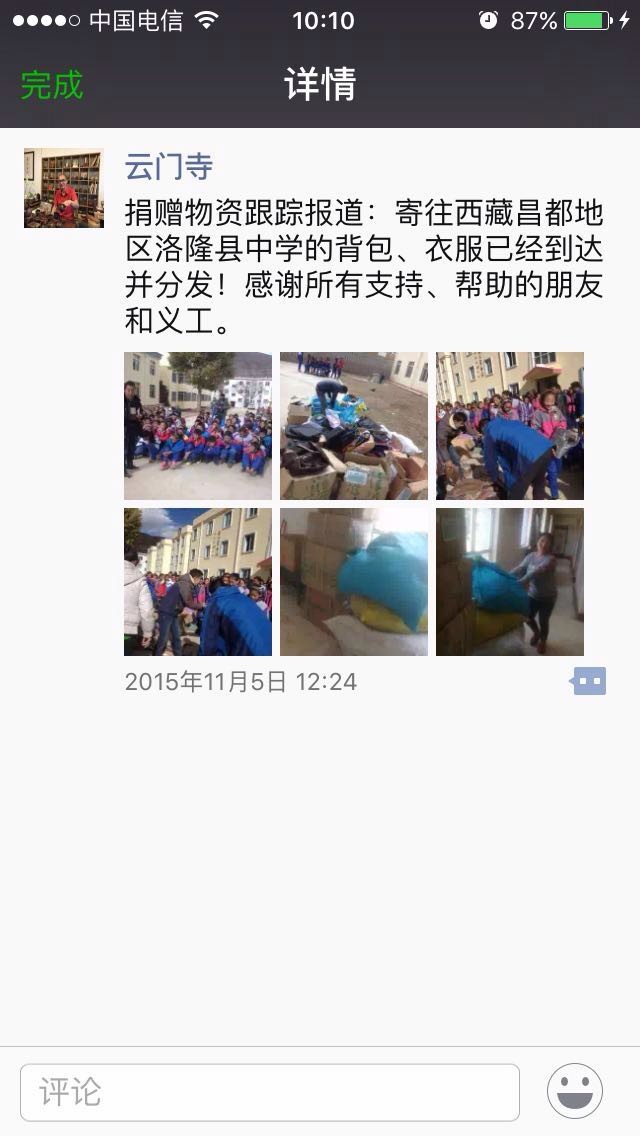 中国电信 10:10 87%
完成 详情
云门寺
捐赠物资跟踪报道：寄往西藏昌都地
区洛隆县中学的背包、衣服已经到达
并分发！感谢所有支持、帮助的朋友
和义工。
2015年11月5日 12:24
评论